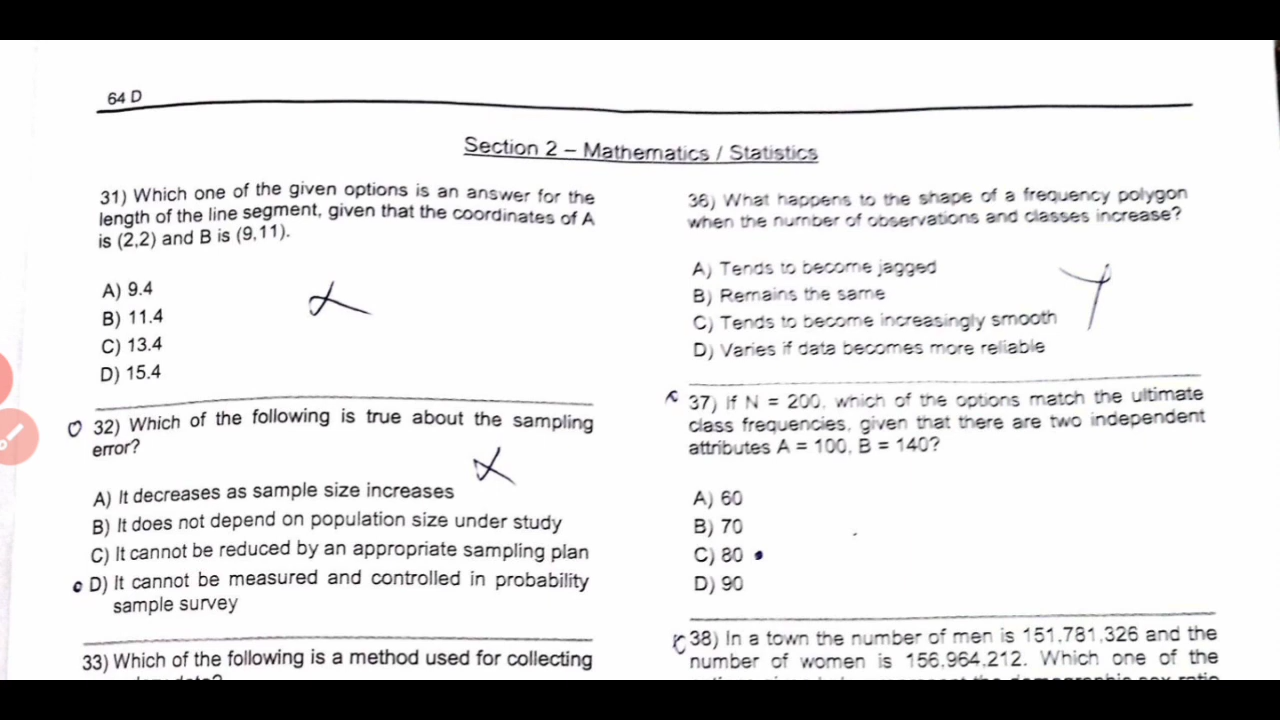 64 D
Section 2 – Mathematics / Statistics
31) Which one of the given options is an answer for the
length of the line segment, given that the coordinates of A
is (2,2) and B is (9,11).
A) 9.4
B) 11.4
C) 13.4
D) 15.4
32) Which of the following is true about the sampling
error?
A) It decreases as sample size increases
B) It does not depend on population size under study
C) It cannot be reduced by an appropriate sampling plan
D) It cannot be measured and controlled in probability
sample survey
33) Which of the following is a method used for collecting
36) What happens to the shape of a frequency polygon
when the number of observations and classes increase?
A) Tends to become jagged
B) Remains the same
C) Tends to become increasingly smooth
D) Varies if data becomes more reliable
37) If N = 200, which of the options match the ultimate
class frequencies, given that there are two independent
attributes A = 100, B = 140?
A) 60
B) 70
C) 80
D) 90
38) In a town the number of men is 151,781,326 and the
number of women is 156,964,212. Which one of the